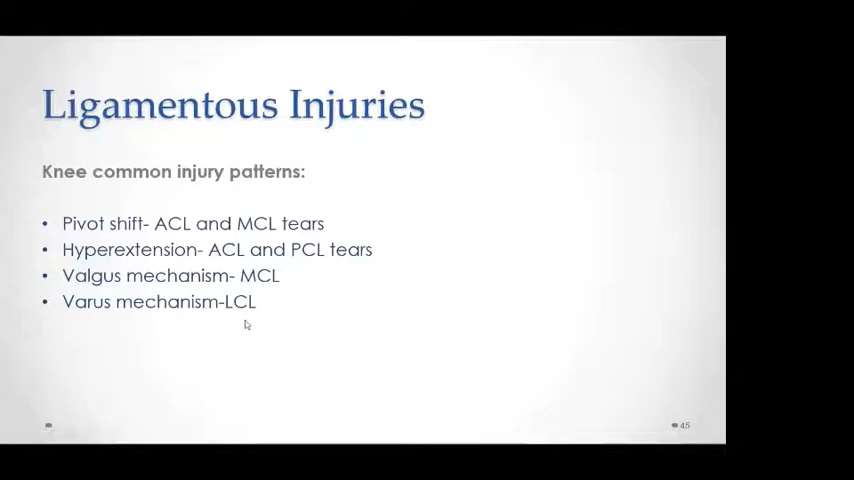 Ligamentous Injuries
Knee common injury patterns:
• Pivot shift- ACL and MCL tears
• Hyperextension- ACL and PCL tears
• Valgus mechanism- MCL
• Varus mechanism-LCL
45